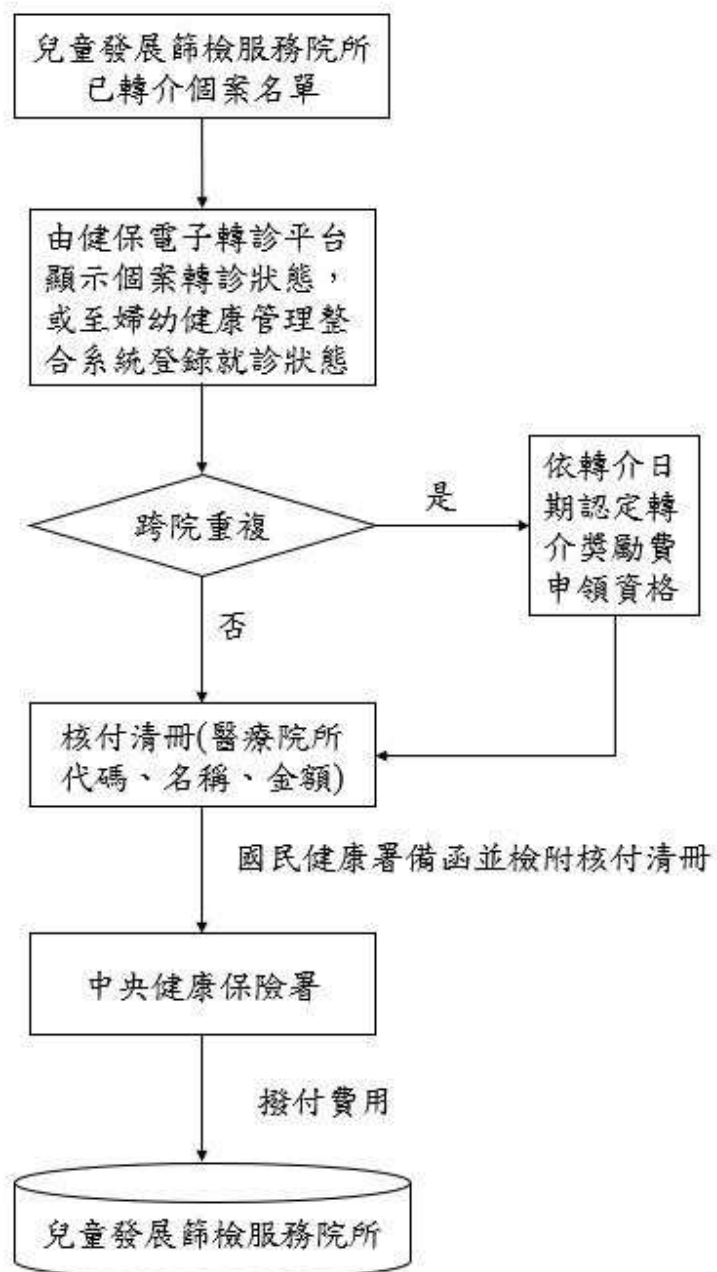 兒童發展篩檢服務院所
已轉介個案名單
由健保電子轉診平台
顯示個案轉診狀態，
或至婦幼健康管理整
合系統登錄就診狀態
跨院重複
是
依轉介日
期認定轉
介獎勵費
申領資格
否
核付清冊(醫療院所
代碼、名稱、金額)
國民健康署備函並檢附核付清冊
中央健康保險署
撥付費用
兒童發展篩檢服務院所